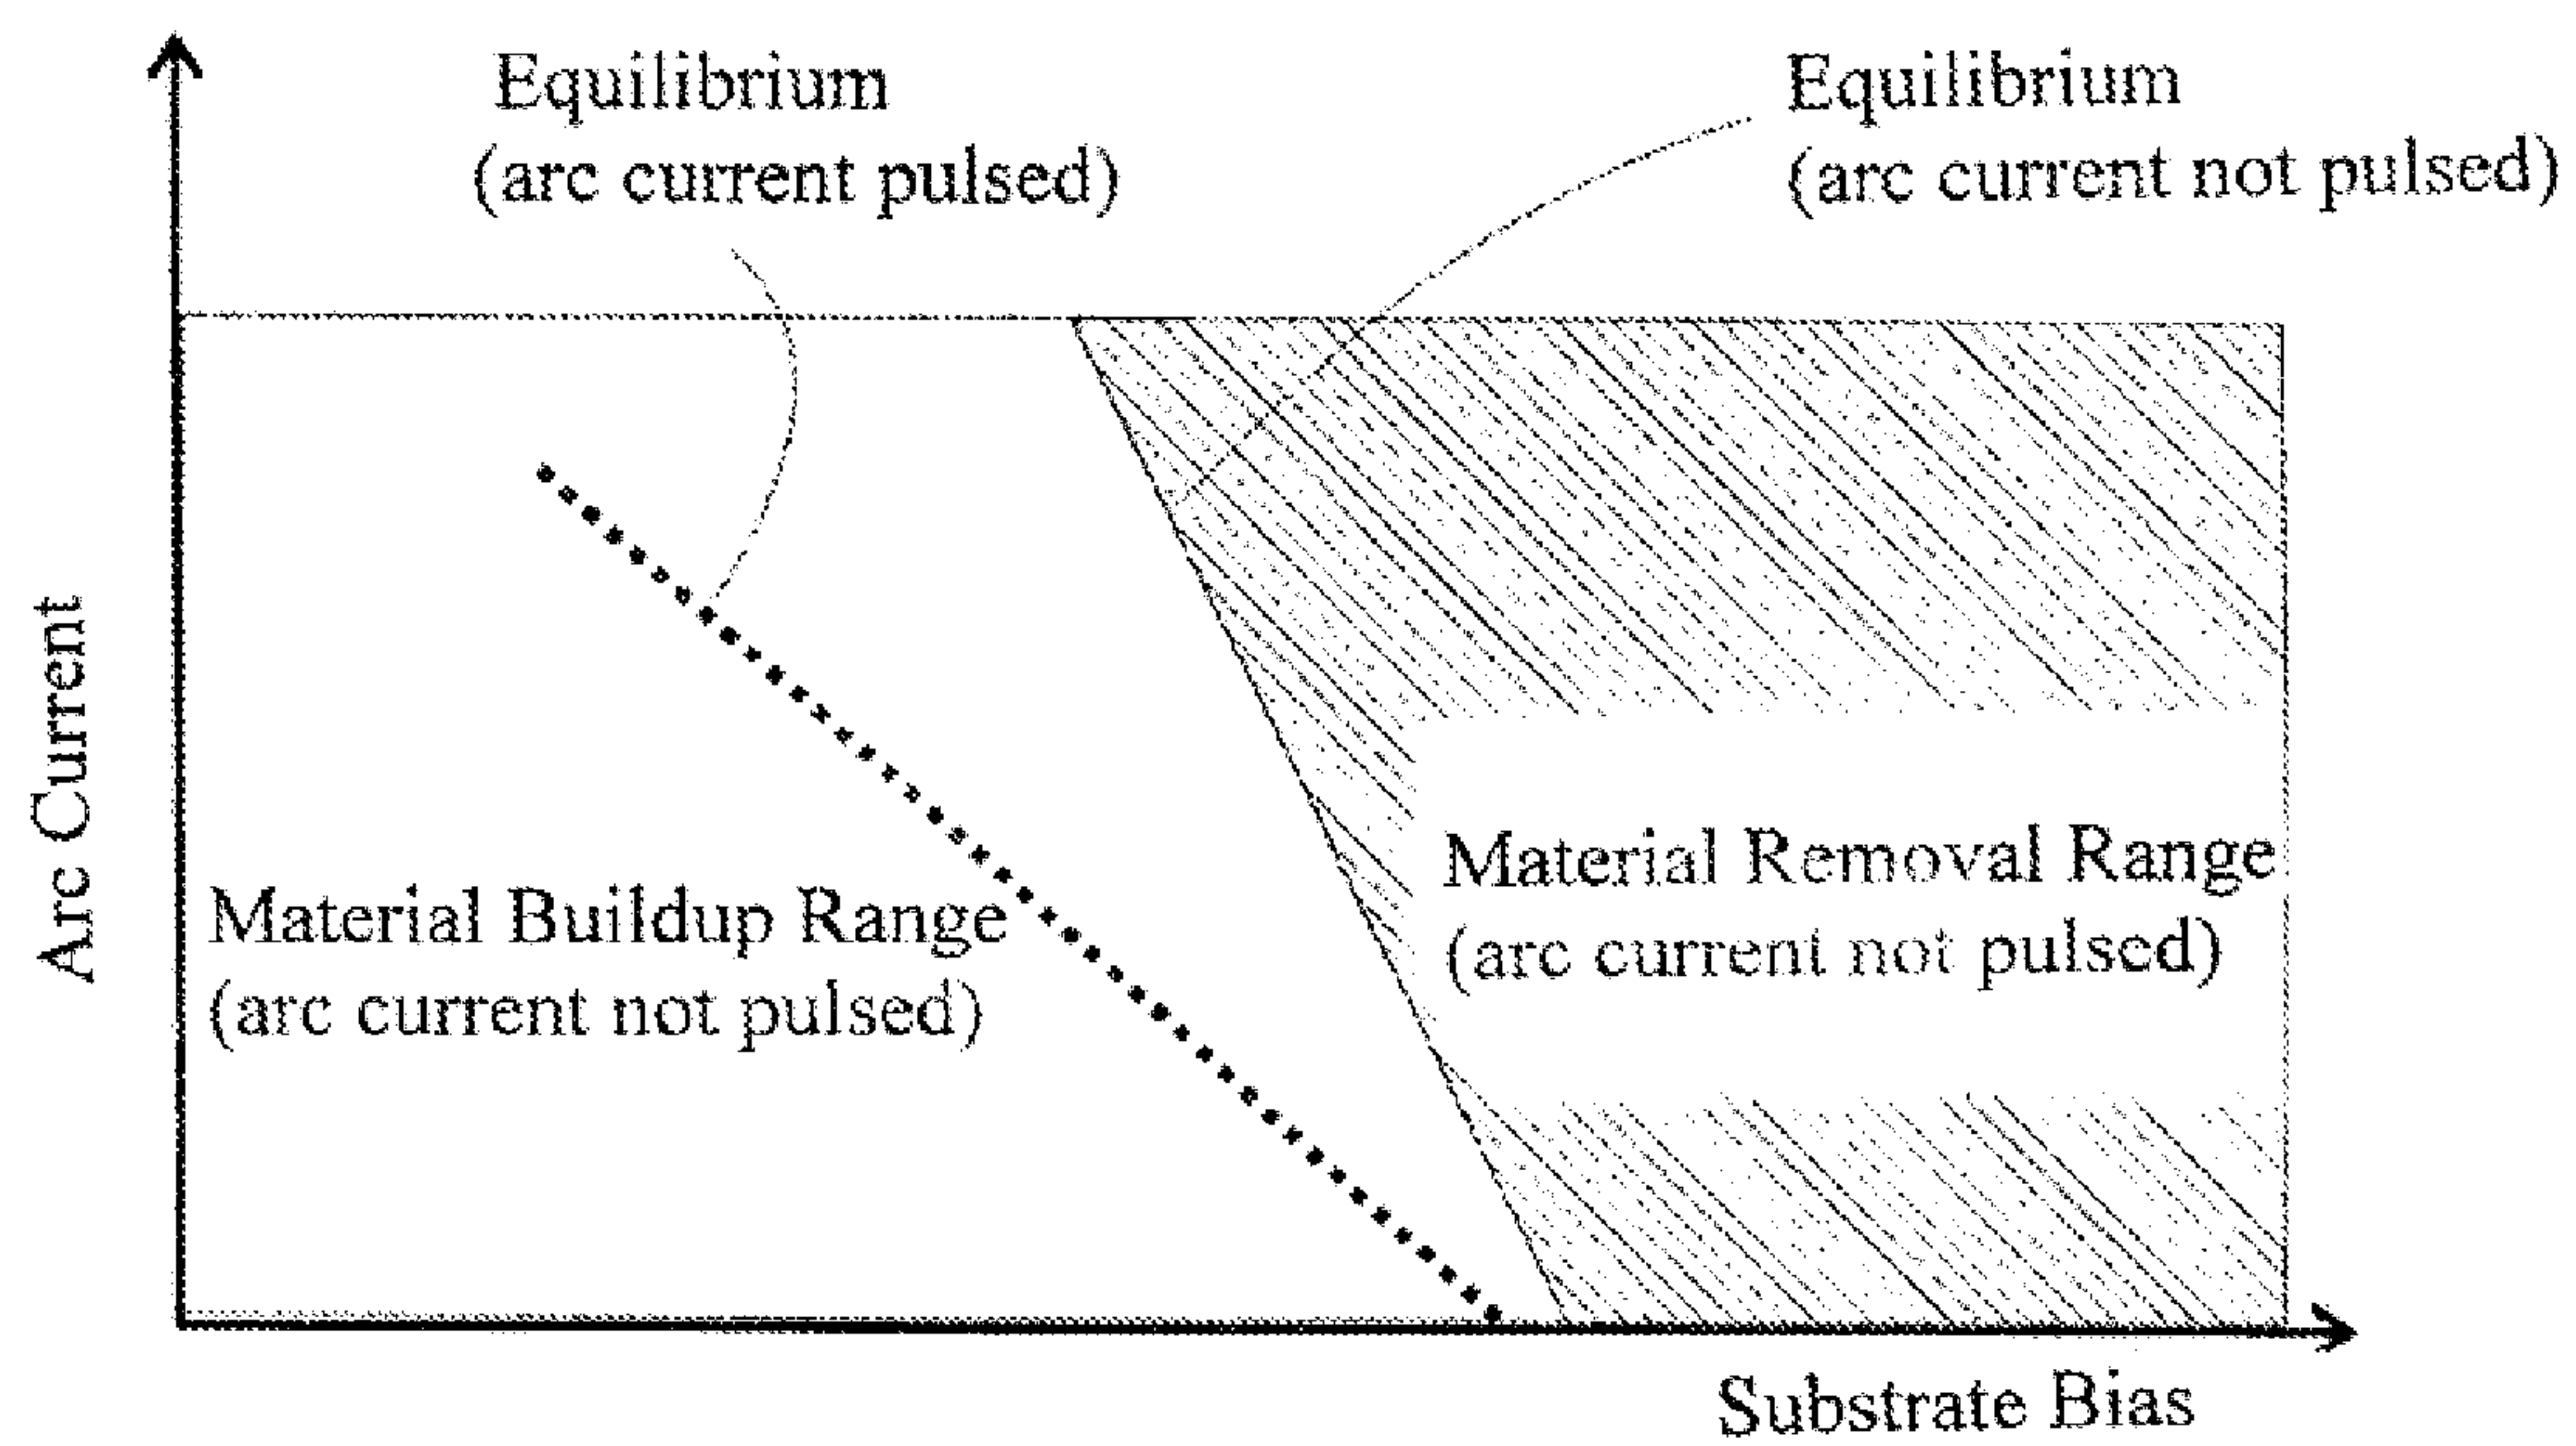 Equilibrium
(arc current pulsed)
Equilibrium
(arc current not pulsed)
Arc Current
Material Buildup Range
(arc current not pulsed)
Material Removal Range
(arc current not pulsed)
Substrate Bias